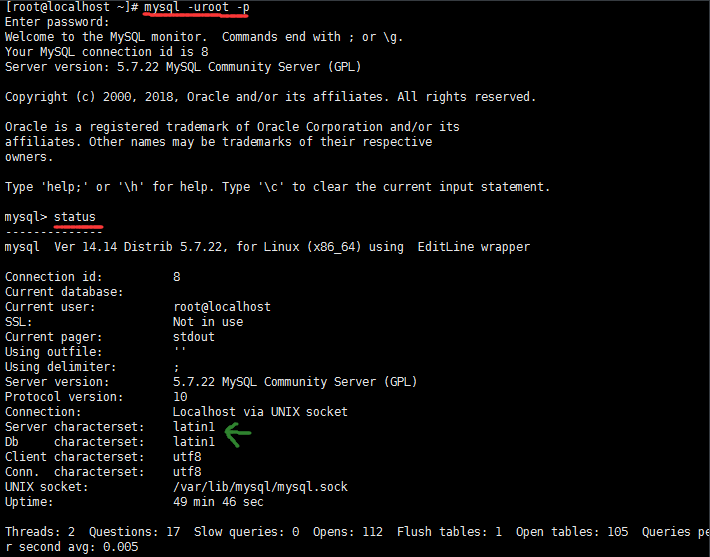 [root@localhost ~]# mysql -uroot -p
Enter password:
Welcome to the MySQL monitor.  Commands end with ; or \g.
Your MySQL connection id is 8
Server version: 5.7.22 MySQL Community Server (GPL)

Copyright (c) 2000, 2018, Oracle and/or its affiliates. All rights reserved.

Oracle is a registered trademark of Oracle Corporation and/or its
affiliates. Other names may be trademarks of their respective
owners.

Type 'help;' or '\h' for help. Type '\c' to clear the current input statement.

mysql> status
--------------
mysql  Ver 14.14 Distrib 5.7.22, for Linux (x86_64) using  EditLine wrapper

Connection id:          8
Current database:
Current user:           root@localhost
SSL:                    Not in use
Current pager:          stdout
Using outfile:          ''
Using delimiter:        ;
Server version:         5.7.22 MySQL Community Server (GPL)
Protocol version:       10
Connection:             Localhost via UNIX socket
Server characterset:    latin1
Db     characterset:    latin1
Client characterset:    utf8
Conn.  characterset:    utf8
UNIX socket:            /var/lib/mysql/mysql.sock
Uptime:                 49 min 46 sec

Threads: 2  Questions: 17  Slow queries: 0  Opens: 112  Flush tables: 1  Open tables: 105  Queries pe
r second avg: 0.005